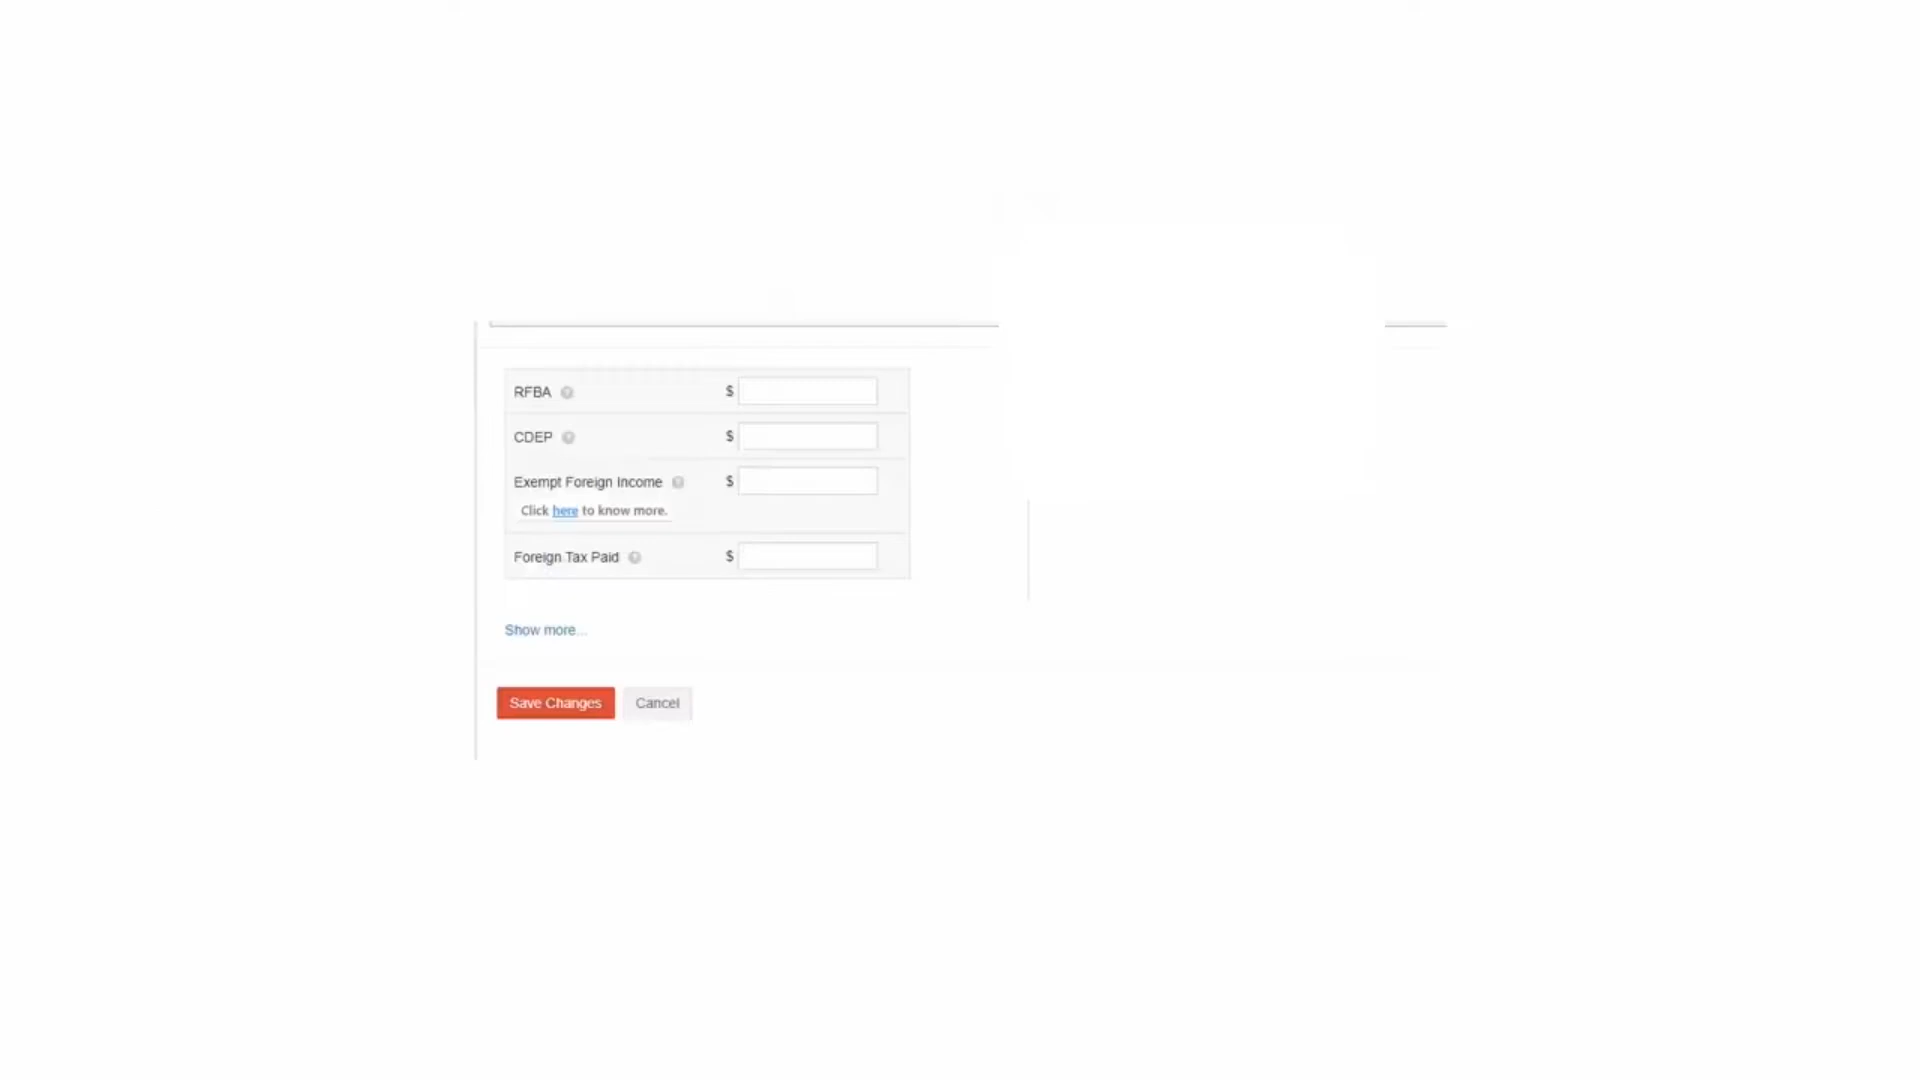 RFBA $
CDEP $
Exempt Foreign Income $
Click here to know more.
Foreign Tax Paid $
Show more...
Save Changes Cancel